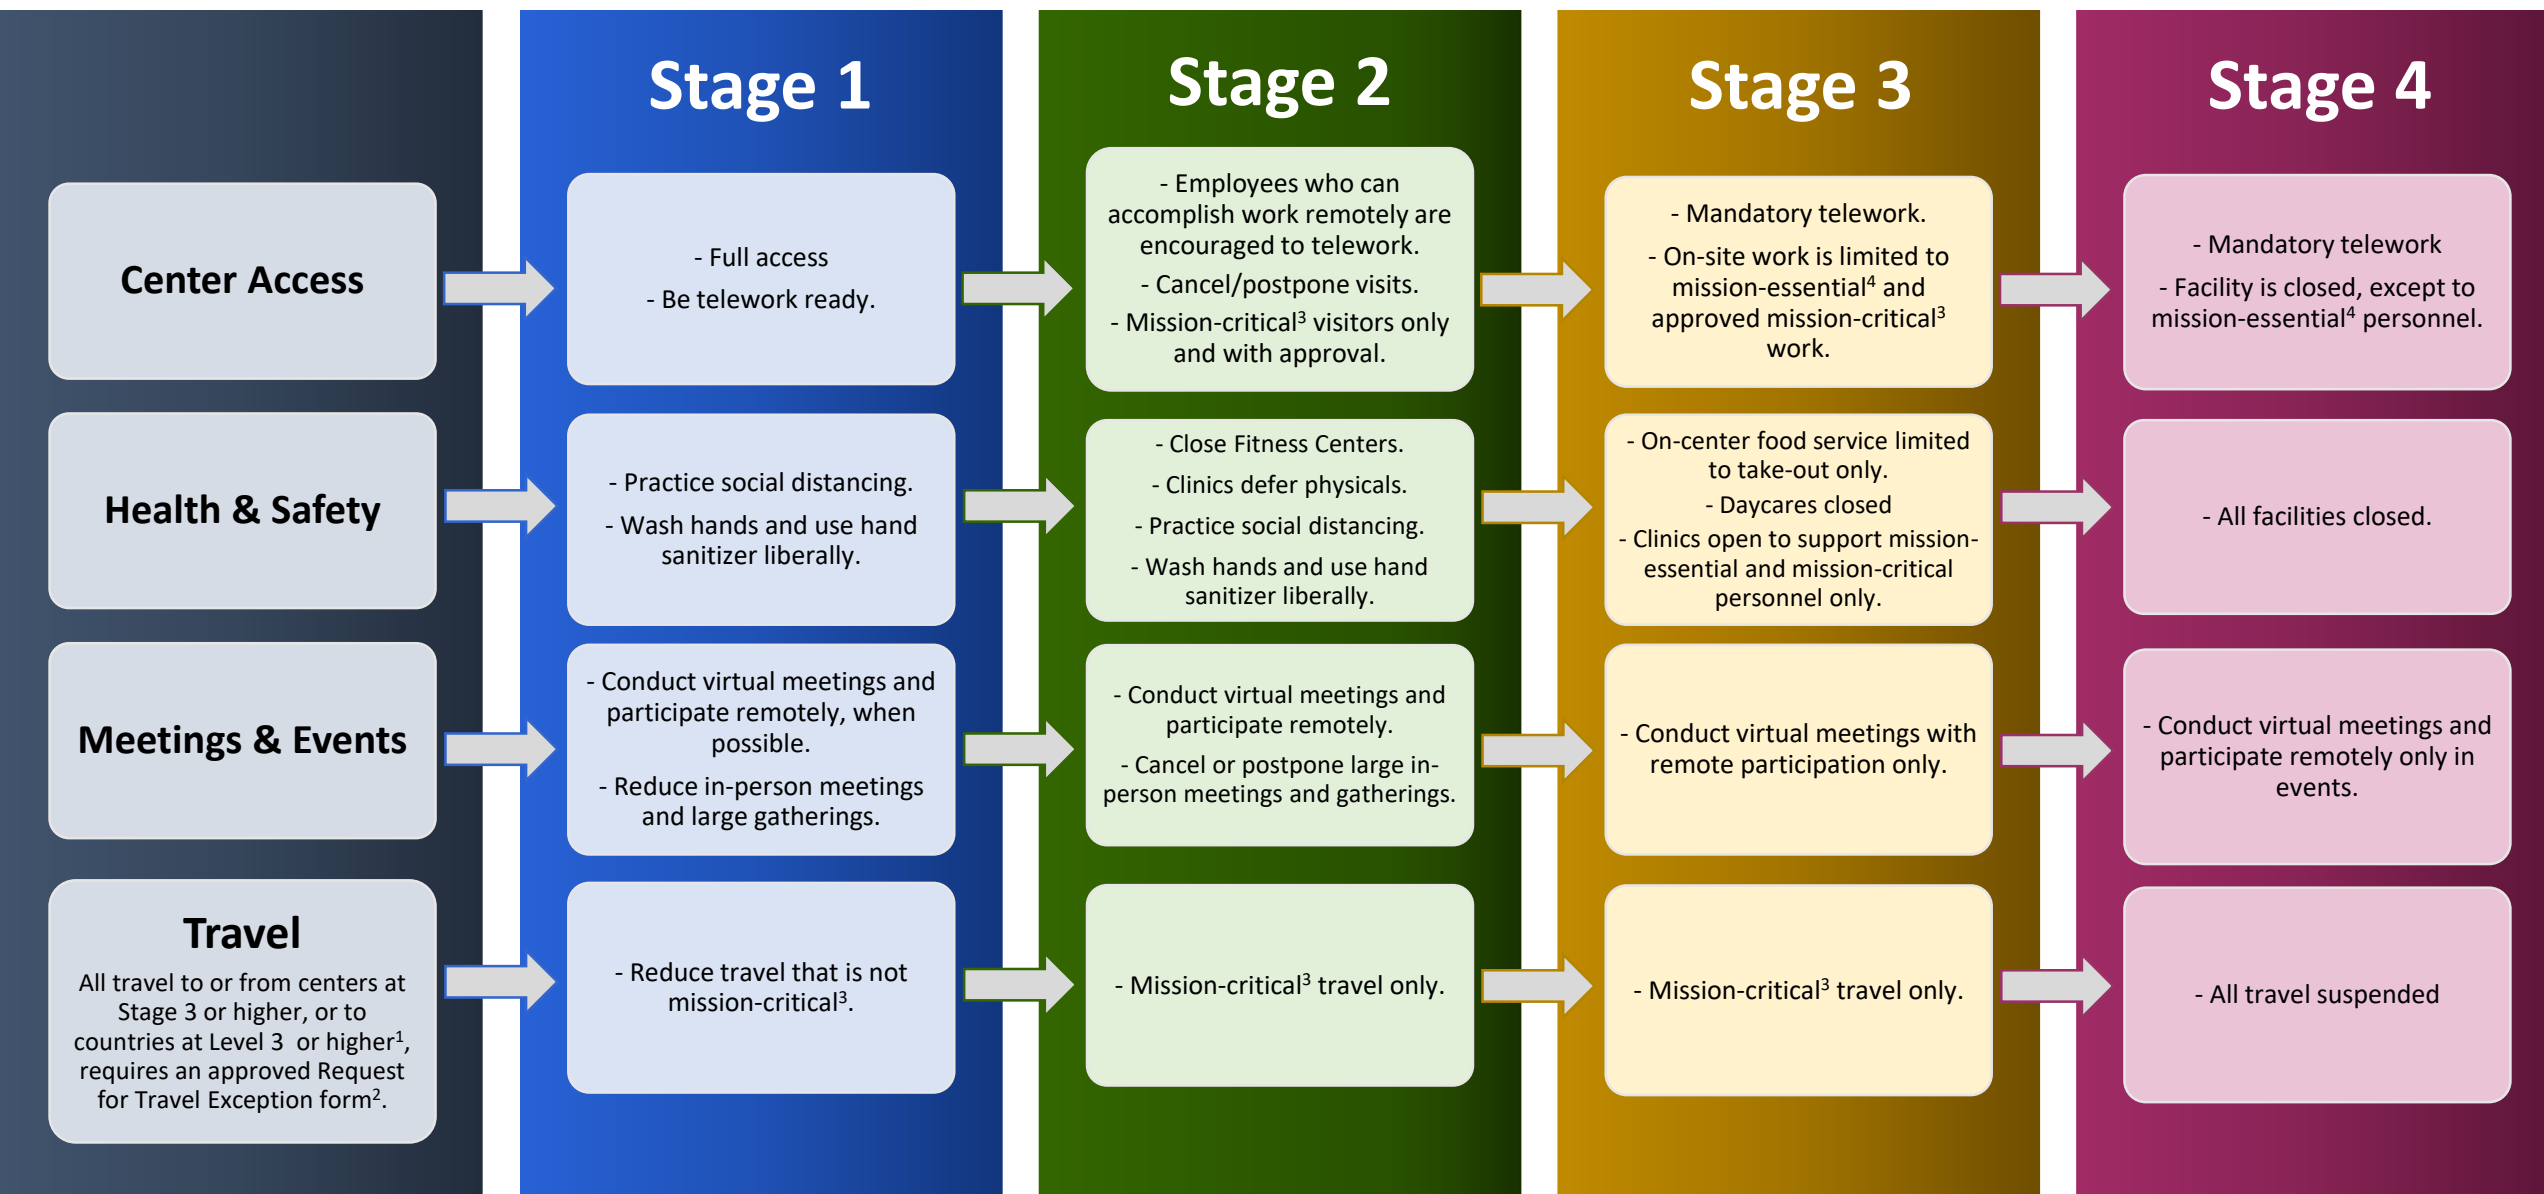 Stage 1
Stage 2
Stage 3
Stage 4
Center Access
- Full access
- Be telework ready.
- Employees who can
accomplish work remotely are
encouraged to telework.
- Cancel/postpone visits.
- Mission-critical³ visitors only
and with approval.
- Mandatory telework.
- On-site work is limited to
mission-essential⁴ and
approved mission-critical³
work.
- Mandatory telework
- Facility is closed, except to
mission-essential⁴ personnel.
Health & Safety
- Practice social distancing.
- Wash hands and use hand
sanitizer liberally.
- Close Fitness Centers.
- Clinics defer physicals.
- Practice social distancing.
- Wash hands and use hand
sanitizer liberally.
- On-center food service limited
to take-out only.
- Daycares closed
- Clinics open to support mission-
essential and mission-critical
personnel only.
- All facilities closed.
Meetings & Events
- Conduct virtual meetings and
participate remotely, when
possible.
- Reduce in-person meetings
and large gatherings.
- Conduct virtual meetings and
participate remotely.
- Cancel or postpone large in-
person meetings and gatherings.
- Conduct virtual meetings with
remote participation only.
- Conduct virtual meetings and
participate remotely only in
events.
Travel
All travel to or from centers at
Stage 3 or higher, or to
countries at Level 3 or higher¹,
requires an approved Request
for Travel Exception form².
- Reduce travel that is not
mission-critical³.
- Mission-critical³ travel only.
- Mission-critical³ travel only.
- All travel suspended